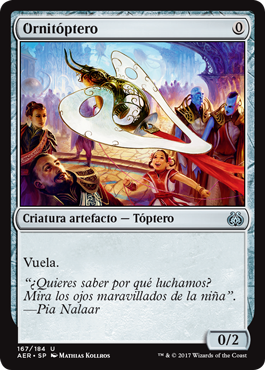 Ornitóptero 0
Criatura artefacto — Tóptero
Vuela.
“¿Quieres saber por qué luchamos?
Mira los ojos maravillados de la niña”.
—Pia Nalaar
0/2
167/184 U
AER • SP Mathias Kollros
™ & © 2017 Wizards of the Coast